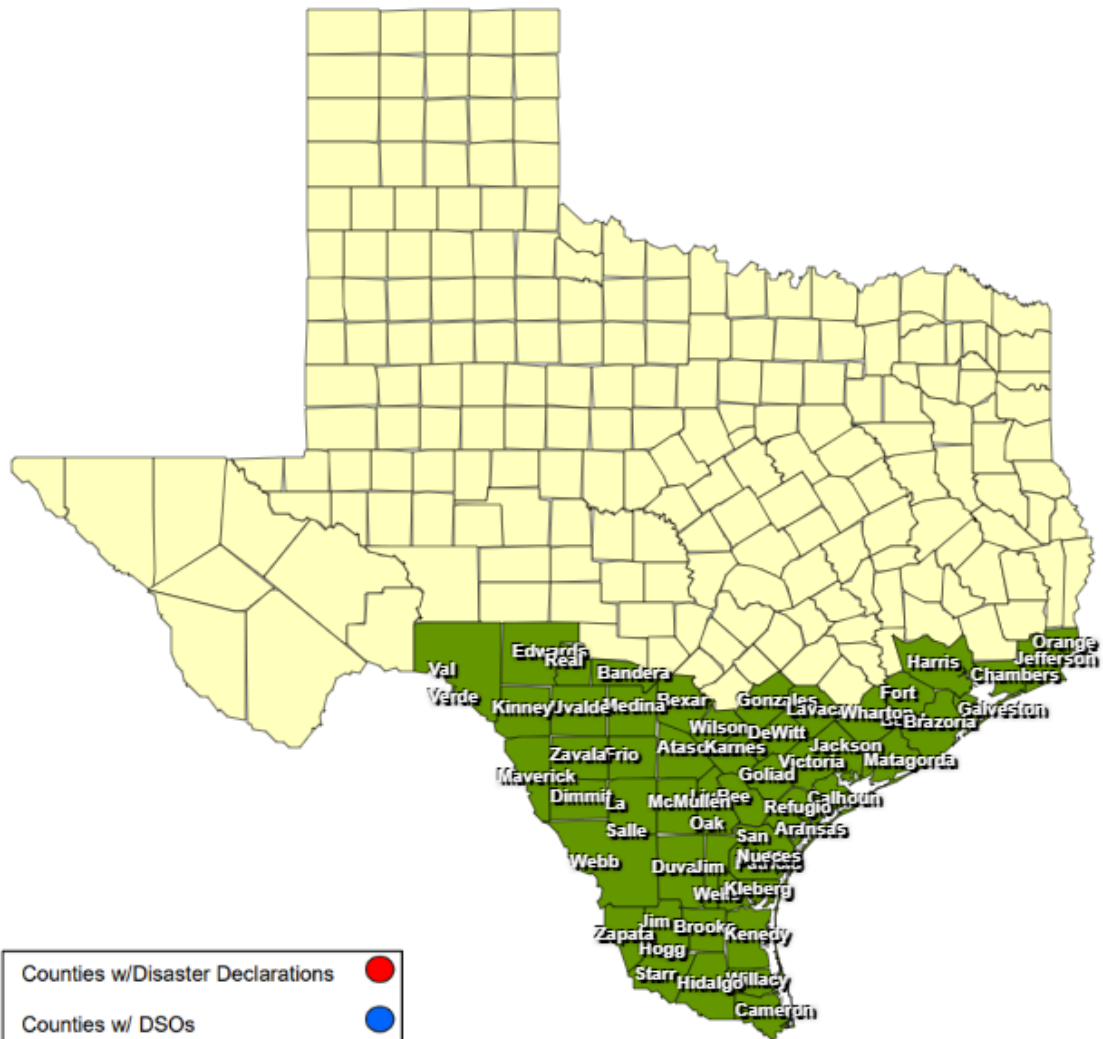 Edwards
Real
Orange
Harris
Jefferson
Val
Bandera
Chambers
Verde
Kinney
Uvalde
Medina
Bexar
Gonzales
Lavaca
Fort
Wharton
Brazoria
Galveston
Wilson
DeWitt
Zavala
Frio
Karnes
Jackson
Victoria
Matagorda
Maverick
Goliad
Dimmit
La
McMullen
Bee
Refugio
Calhoun
Salle
Oak
San
Aransas
Webb
Duval
Jim
Nueces
Kleberg
Zapata
Jim
Brooks
Kenedy
Hogg
Starr
Hidalgo
Willacy
Cameron
Counties w/Disaster Declarations
Counties w/ DSOs